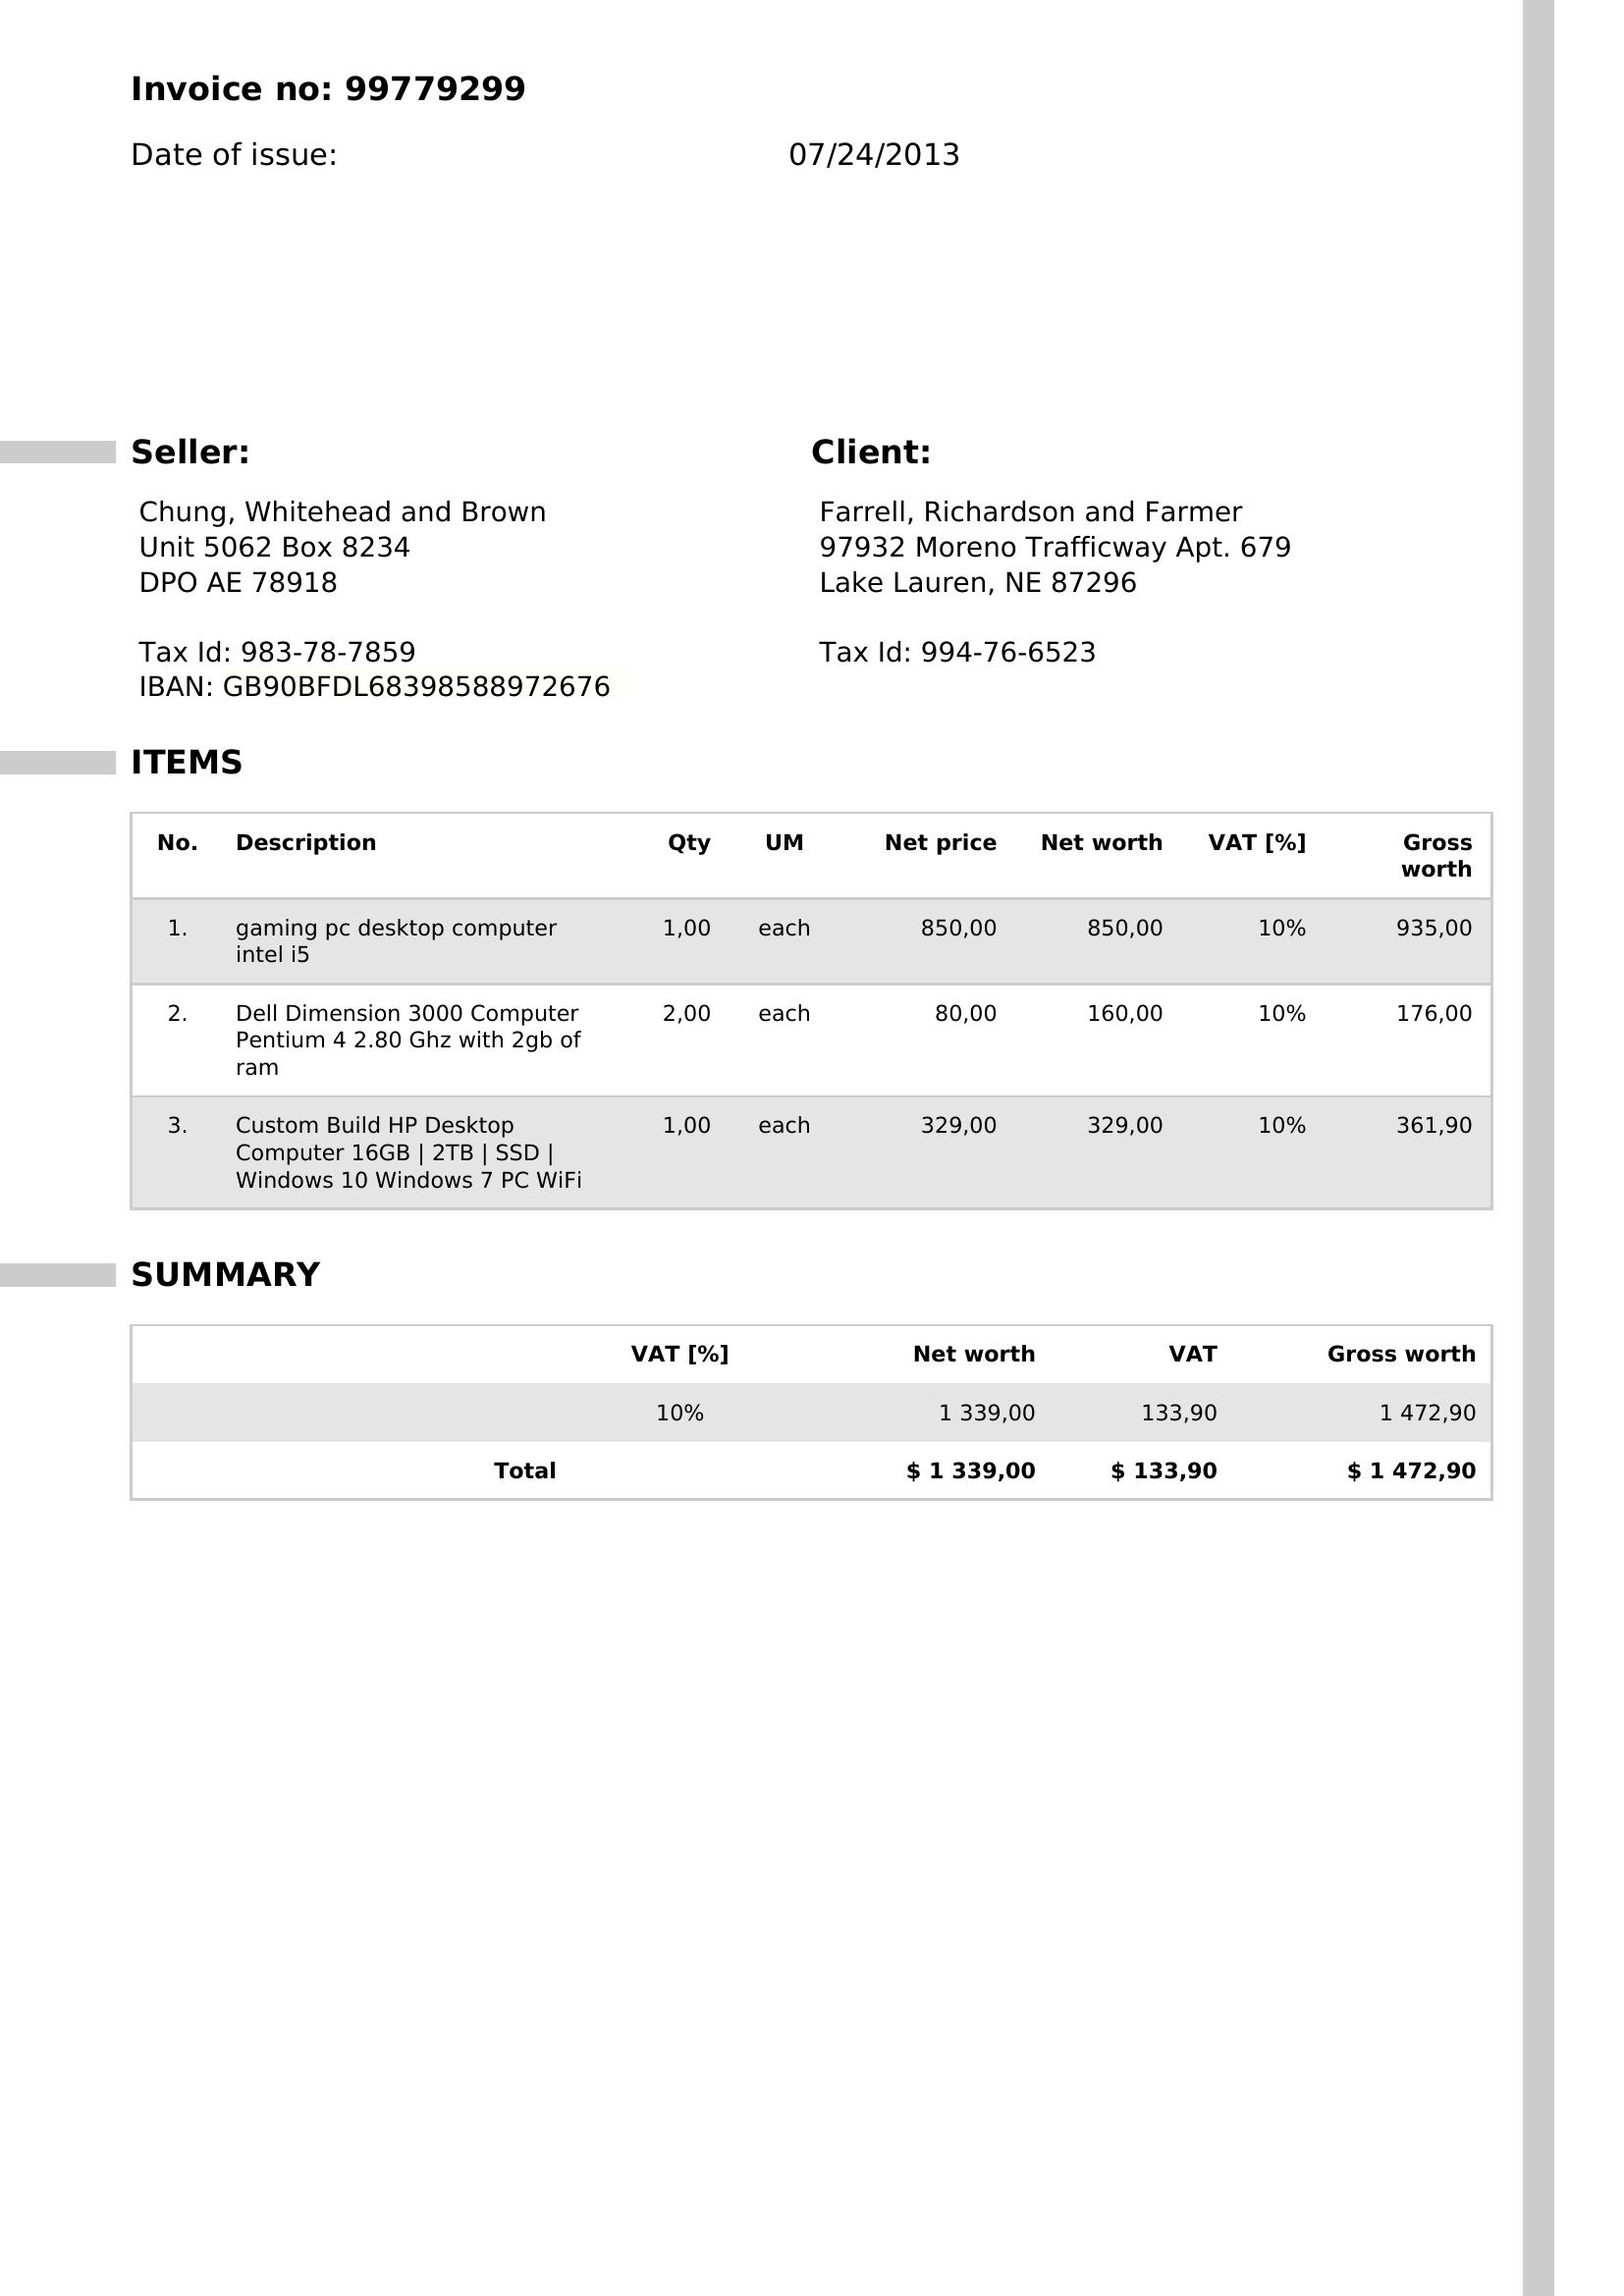 Invoice no: 99779299
Date of issue: 07/24/2013
Seller:
Chung, Whitehead and Brown
Unit 5062 Box 8234
DPO AE 78918
Tax Id: 983-78-7859
IBAN: GB90BFDL68398588972676
Client:
Farrell, Richardson and Farmer
97932 Moreno Trafficway Apt. 679
Lake Lauren, NE 87296
Tax Id: 994-76-6523
ITEMS
No. Description Qty UM Net price Net worth VAT [%] Gross
worth
1. gaming pc desktop computer 1,00 each 850,00 850,00 10% 935,00
intel i5
2. Dell Dimension 3000 Computer 2,00 each 80,00 160,00 10% 176,00
Pentium 4 2.80 Ghz with 2gb of
ram
3. Custom Build HP Desktop 1,00 each 329,00 329,00 10% 361,90
Computer 16GB | 2TB | SSD |
Windows 10 Windows 7 PC WiFi
SUMMARY
VAT [%] Net worth VAT Gross worth
10% 1 339,00 133,90 1 472,90
Total $ 1 339,00 $ 133,90 $ 1 472,90